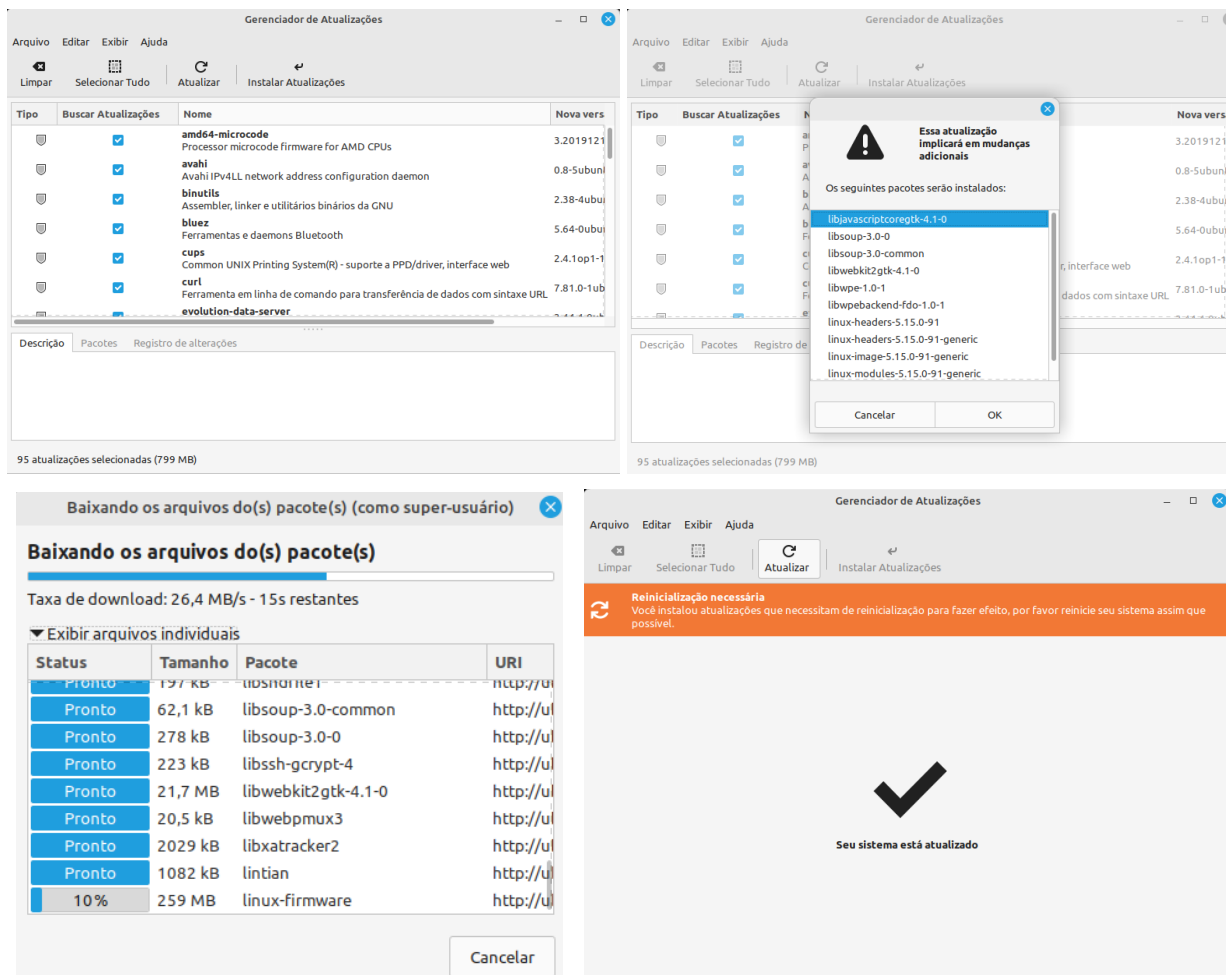 Gerenciador de Atualizações
Arquivo Editar Exibir Ajuda
Limpar Selecionar Tudo Atualizar Instalar Atualizações
Tipo Buscar Atualizações Nome Nova vers
amd64-microcode
Processor microcode firmware for AMD CPUs
3.2019121
avahi
Avahi IPv4LL network address configuration daemon
0.8-5ubun
binutils
Assembler, linker e utilitários binários da GNU
2.38-4ubu
bluez
Ferramentas e daemons Bluetooth
5.64-0ubu
cups
Common UNIX Printing System(R) - suporte a PPD/driver, interface web
2.4.1op1-1
curl
Ferramenta em linha de comando para transferência de dados com sintaxe URL
7.81.0-1ub
evolution-data-server
Descrição Pacotes Registro de alterações
95 atualizações selecionadas (799 MB)
Gerenciador de Atualizações
Arquivo Editar Exibir Ajuda
Limpar Selecionar Tudo Atualizar Instalar Atualizações
Tipo Buscar Atualizações N Nova vers
3.2019121
0.8-5ubun
2.38-4ubu
5.64-0ubu
r, interface web 2.4.1op1-1
dados com sintaxe URL 7.81.0-1ub
Essa atualização
implicará em mudanças
adicionais
Os seguintes pacotes serão instalados:
libjavascriptcoregtk-4.1-0
libsoup-3.0-0
libsoup-3.0-common
libwebkit2gtk-4.1-0
libwpe-1.0-1
libwpebackend-fdo-1.0-1
linux-headers-5.15.0-91
linux-headers-5.15.0-91-generic
linux-image-5.15.0-91-generic
linux-modules-5.15.0-91-generic
Cancelar OK
Descrição Pacotes Registro de
95 atualizações selecionadas (799 MB)
Baixando os arquivos do(s) pacote(s) (como super-usuário)
Baixando os arquivos do(s) pacote(s)
Taxa de download: 26,4 MB/s - 15s restantes
Exibir arquivos individuais
Status Tamanho Pacote URI
Pronto 197 kB libsndfile1 http://u
Pronto 62,1 kB libsoup-3.0-common http://u
Pronto 278 kB libsoup-3.0-0 http://u
Pronto 223 kB libssh-gcrypt-4 http://u
Pronto 21,7 MB libwebkit2gtk-4.1-0 http://u
Pronto 20,5 kB libwebpmux3 http://u
Pronto 2029 kB libxatracker2 http://u
Pronto 1082 kB lintian http://u
10% 259 MB linux-firmware http://u
Cancelar
Gerenciador de Atualizações
Arquivo Editar Exibir Ajuda
Limpar Selecionar Tudo Atualizar Instalar Atualizações
Reinicialização necessária
Você instalou atualizações que necessitam de reinicialização para fazer efeito, por favor reinicie seu sistema assim que
possível.
Seu sistema está atualizado